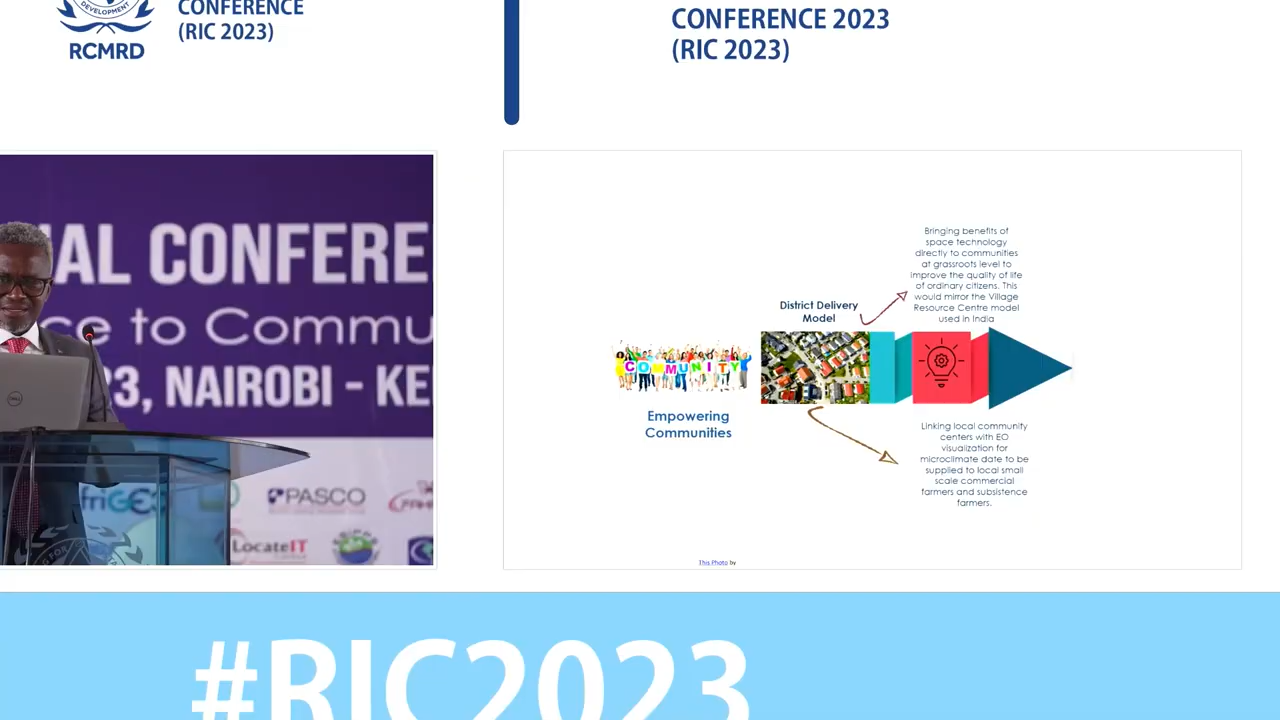 DEVELOPMENT
RCMRD
CONFERENCE
(RIC 2023)
CONFERENCE 2023
(RIC 2023)
AL CONFERE
ce to Commu
3, NAIROBI - KE
DELL
friGE
PASCO
LocateIT
Bringing benefits of
space technology
directly to communities
at grassroots level to
improve the quality of life
of ordinary citizens. This
would mirror the Village
Resource Centre model
used in India
District Delivery
Model
COMMUNITY
Empowering
Communities
Linking local community
centers with EO
visualization for
microclimate date to be
supplied to local small
scale commercial
farmers and subsistence
farmers.
This Photo by
#RIC2023